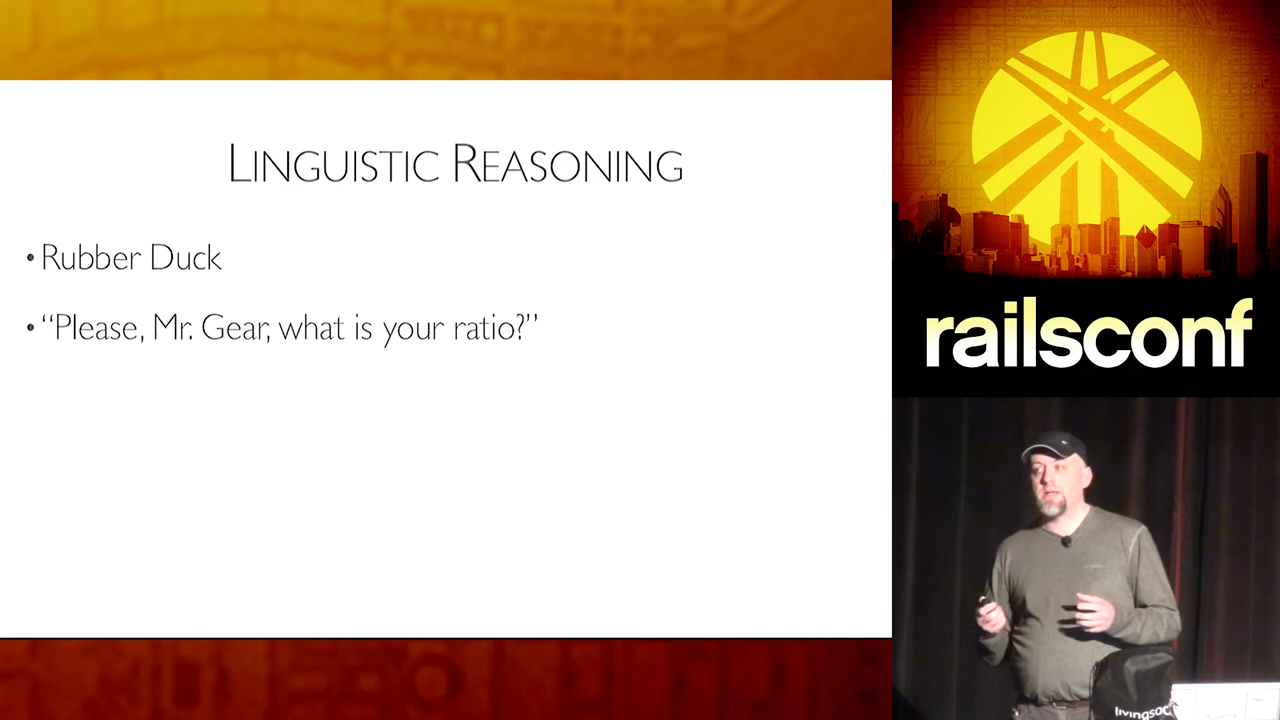 LINGUISTIC REASONING
• Rubber Duck
• “Please, Mr. Gear, what is your ratio?”
railsconf